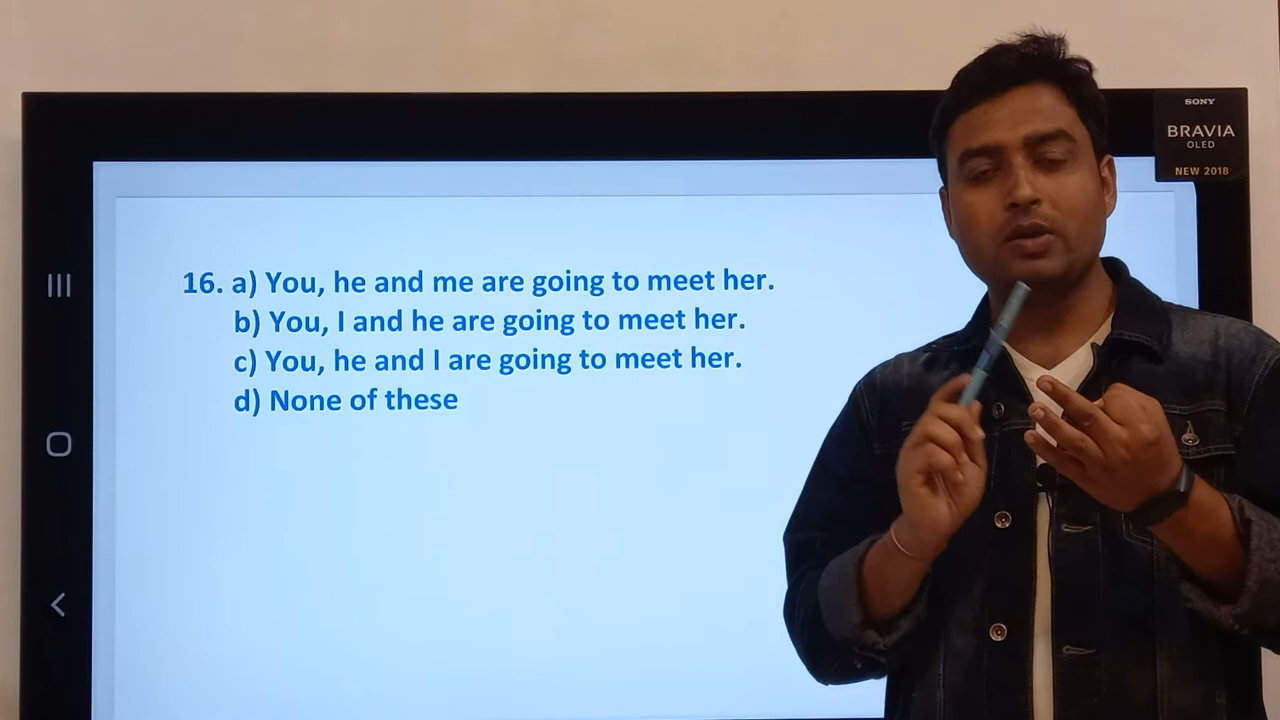 SONY
BRAVIA
OLED
NEW 2018
16. a) You, he and me are going to meet her.
b) You, I and he are going to meet her.
c) You, he and I are going to meet her.
d) None of these